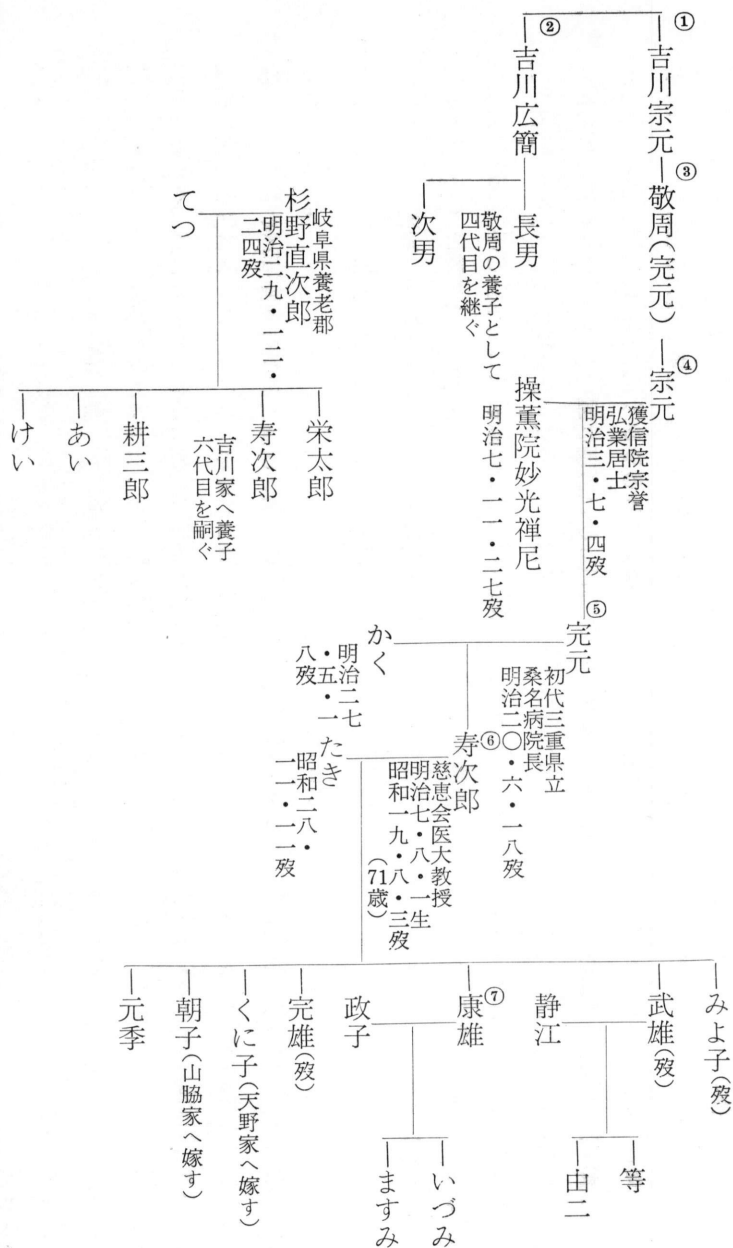 ①
吉川宗元
③
敬周(完元)
④
宗元
獲信院宗誉
弘業居士
明治三・七・四歿
②
吉川広簡
長男
敬周の養子として
四代目を継ぐ
次男
操薫院妙光禅尼
明治七・一一・二七歿
⑤
完元
初代三重県立
桑名病院長
明治二〇・六・一八歿
かく
明治二七
・五・一
八歿
岐阜県養老郡
杉野直次郎
明治二九・一二・
二四歿
てつ
栄太郎
寿次郎
吉川家へ養子
六代目を嗣ぐ
耕三郎
あい
けい
⑥
寿次郎
慈恵会医大教授
明治七・八・一生
昭和一九・八・三歿
(71歳)
たき
昭和二八・
一一・一一歿
みよ子(歿)
武雄(歿)
静江
等
由二
⑦
康雄
政子
いづみ
ますみ
完雄(歿)
くに子(天野家へ嫁す)
朝子(山脇家へ嫁す)
元季